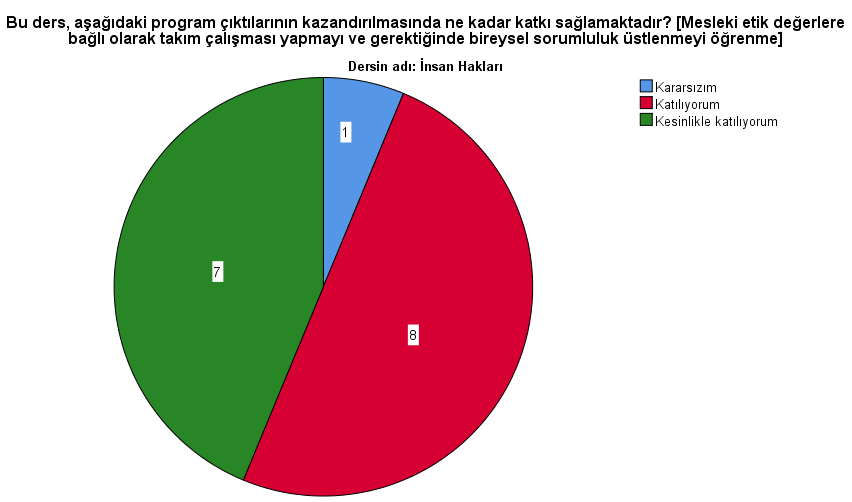 Bu ders, aşağıdaki program çıktılarının kazandırılmasında ne kadar katkı sağlamaktadır? [Mesleki etik değerlere
bağlı olarak takım çalışması yapmayı ve gerektiğinde bireysel sorumluluk üstlenmeyi öğrenme]
Dersin adı: İnsan Hakları
Kararsızım
Katılıyorum
Kesinlikle katılıyorum
1
7
8